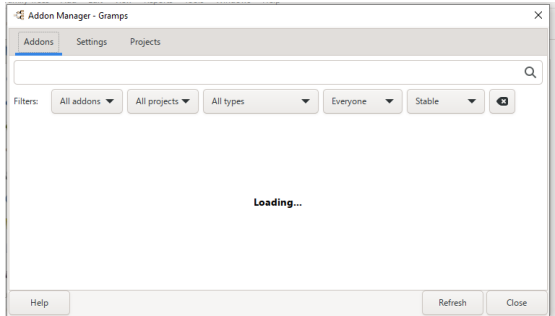 Addon Manager - Gramps
Addons Settings Projects
Filters: All addons All projects All types Everyone Stable
Loading...
Help Refresh Close